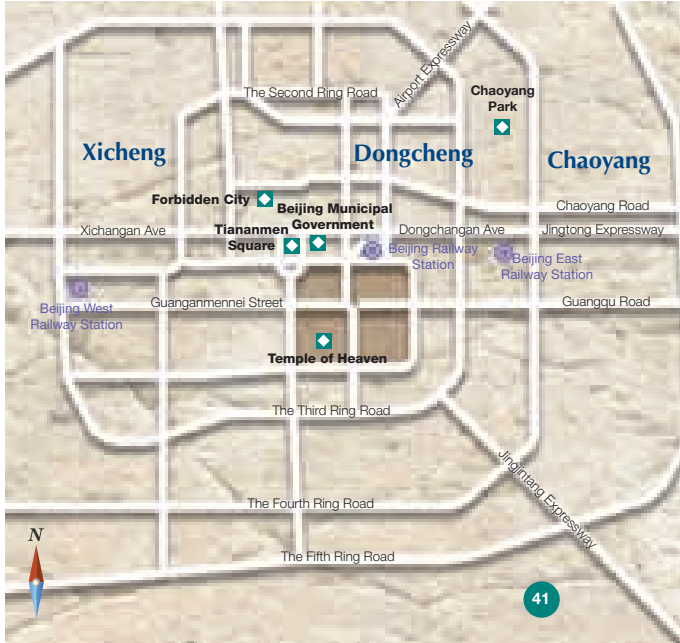 The Second Ring Road
Airport Expressway
Chaoyang
Park
Xicheng
Dongcheng
Chaoyang
Forbidden City
Beijing Municipal
Government
Chaoyang Road
Xichangan Ave
Tiananmen
Square
Dongchangan Ave
Jingtong Expressway
Beijing Railway
Station
Beijing East
Railway Station
Beijing West
Railway Station
Guanganmennei Street
Guangqu Road
Temple of Heaven
The Third Ring Road
Jingjintang Expressway
The Fourth Ring Road
N
The Fifth Ring Road
41